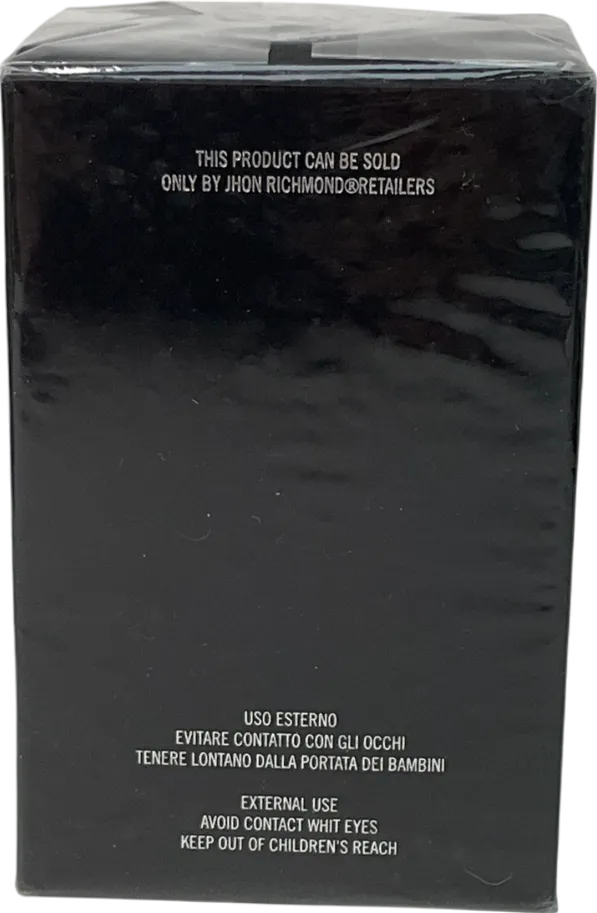 THIS PRODUCT CAN BE SOLD
ONLY BY JHON RICHMOND®RETAILERS
USO ESTERNO
EVITARE CONTATTO CON GLI OCCHI
TENERE LONTANO DALLA PORTATA DEI BAMBINI
EXTERNAL USE
AVOID CONTACT WHIT EYES
KEEP OUT OF CHILDREN'S REACH